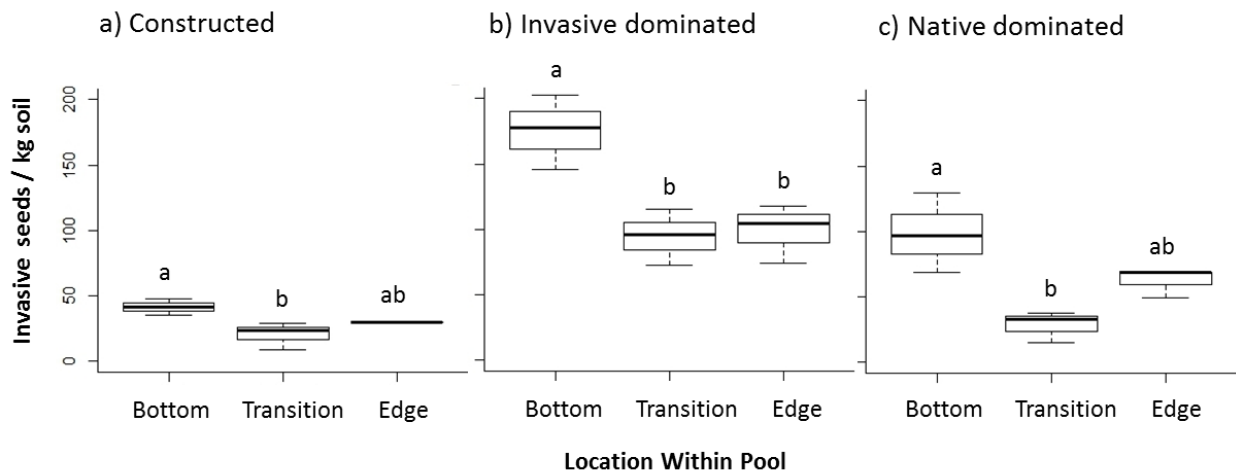 a) Constructed
b) Invasive dominated
c) Native dominated
Invasive seeds / kg soil
200
150
100
50
0
a
b
ab
a
b
b
a
b
ab
Bottom
Transition
Edge
Bottom
Transition
Edge
Bottom
Transition
Edge
Location Within Pool